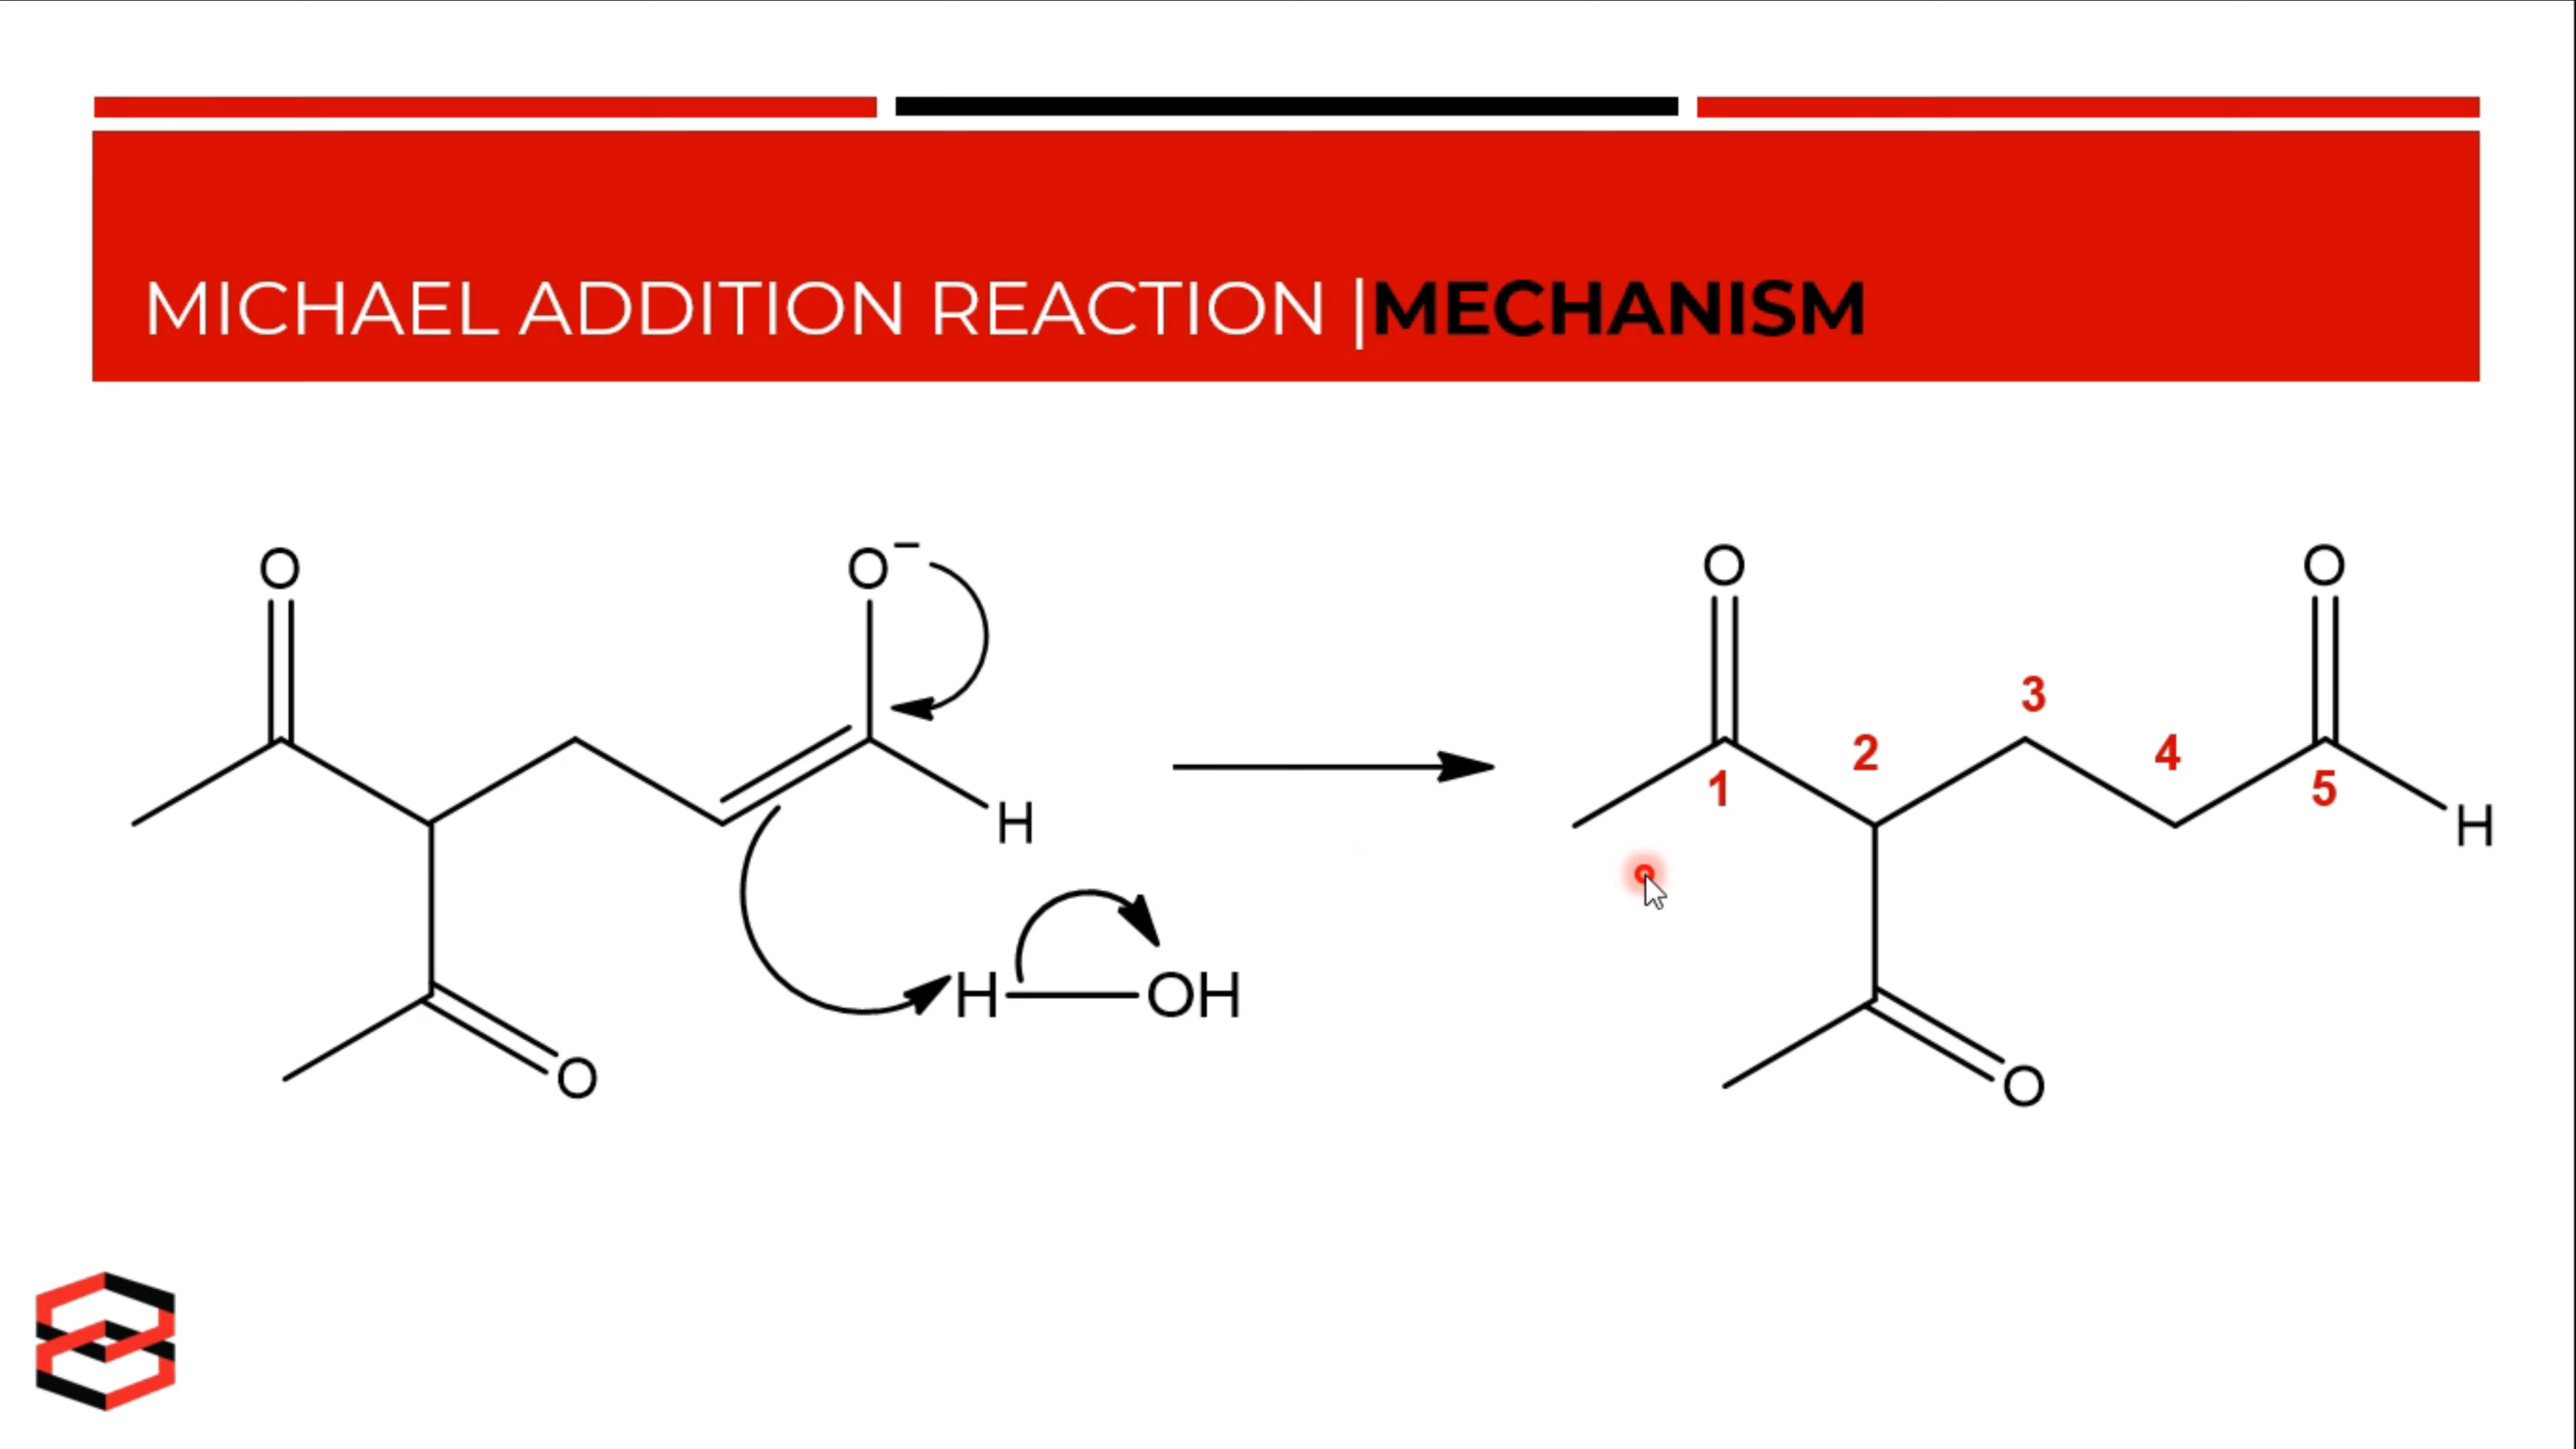 MICHAEL ADDITION REACTION |MECHANISM
O
O−
H
H OH
O
O
O
3
2
4
1
5
H
O